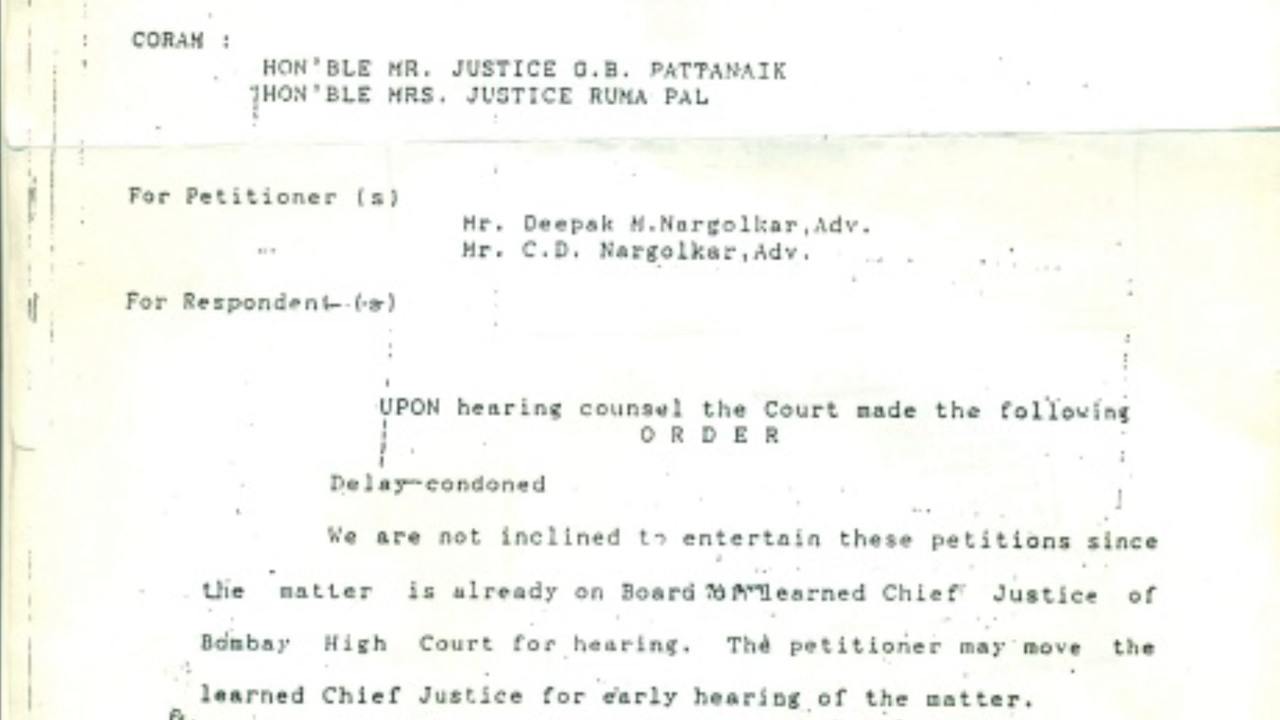 CORAM :
HON'BLE MR. JUSTICE G.B. PATTANAIK
HON'BLE MRS. JUSTICE RUMA PAL
For Petitioner (s)
Mr. Deepak M.Nargolkar,Adv.
Mr. C.D. Nargolkar,Adv.
For Respondent (s)
UPON hearing counsel the Court made the following
O R D E R
Delay condoned
We are not inclined to entertain these petitions since
the matter is already on Board learned Chief Justice of
Bombay High Court for hearing. The petitioner may move the
learned Chief Justice for early hearing of the matter.